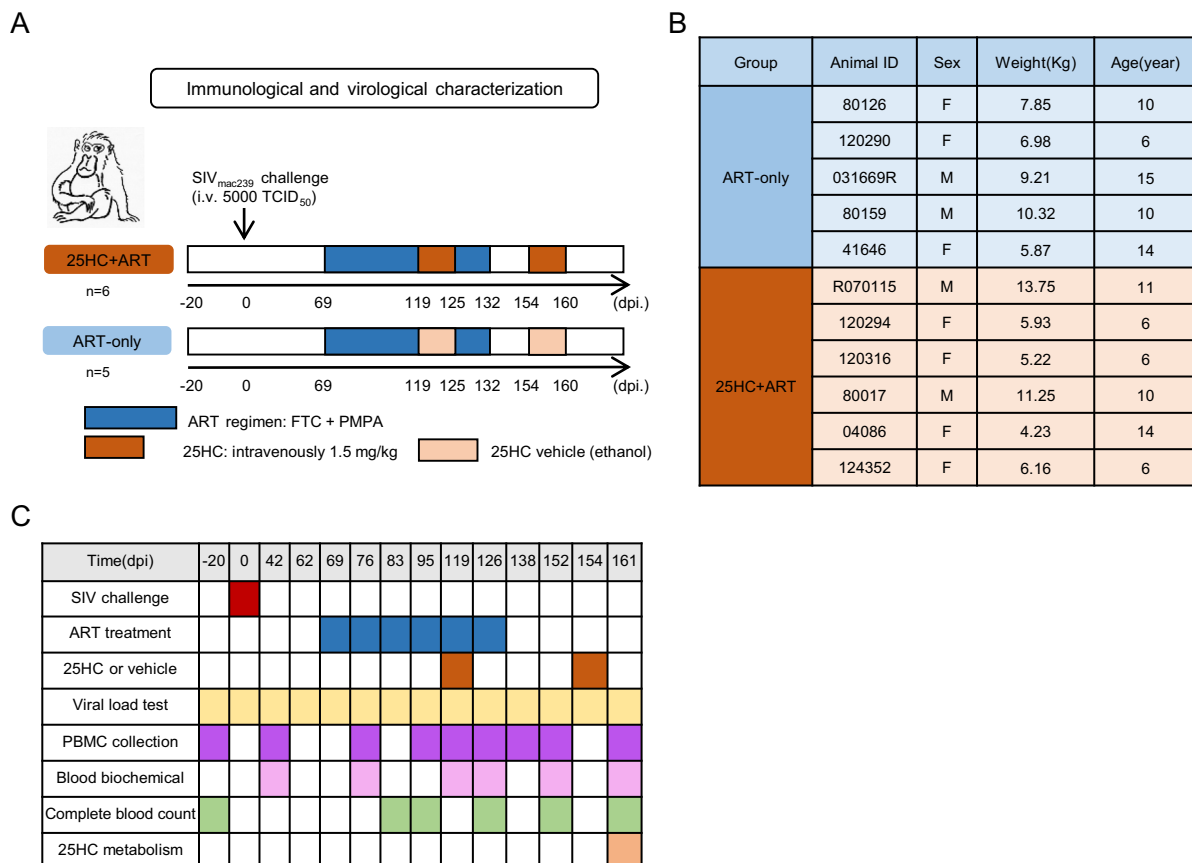 A
Immunological and virological characterization
SIVmac239 challenge
(i.v. 5000 TCID50)
25HC+ART
n=6
-20 0 69 119 125 132 154 160 (dpi.)
ART-only
n=5
-20 0 69 119 125 132 154 160 (dpi.)
ART regimen: FTC + PMPA
25HC: intravenously 1.5 mg/kg
25HC vehicle (ethanol)
B
Group Animal ID Sex Weight(Kg) Age(year)
ART-only
80126 F 7.85 10
120290 F 6.98 6
031669R M 9.21 15
80159 M 10.32 10
41646 F 5.87 14
25HC+ART
R070115 M 13.75 11
120294 F 5.93 6
120316 F 5.22 6
80017 M 11.25 10
04086 F 4.23 14
124352 F 6.16 6
C
Time(dpi) -20 0 42 62 69 76 83 95 119 126 138 152 154 161
SIV challenge
ART treatment
25HC or vehicle
Viral load test
PBMC collection
Blood biochemical
Complete blood count
25HC metabolism